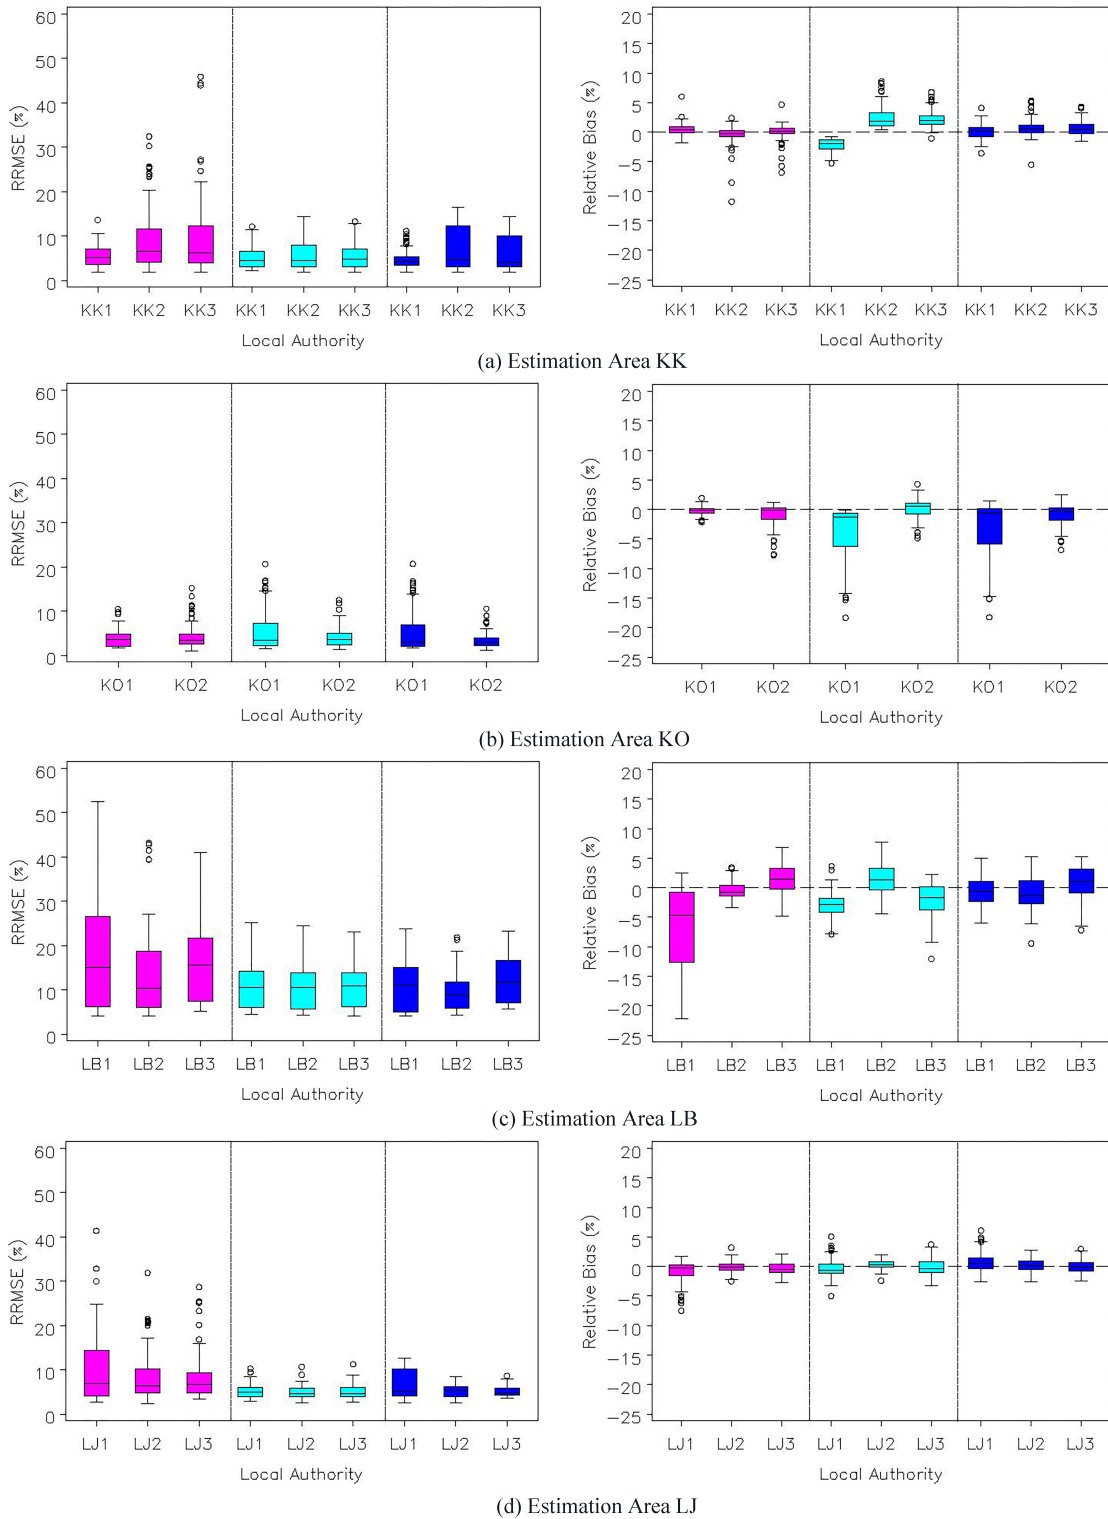 60
50
40
30
20
10
0
RRMSE (%)
KK1 KK2 KK3 KK1 KK2 KK3 KK1 KK2 KK3
Local Authority
20
15
10
5
0
−5
−10
−15
−20
−25
Relative Bias (%)
KK1 KK2 KK3 KK1 KK2 KK3 KK1 KK2 KK3
Local Authority
(a) Estimation Area KK
60
50
40
30
20
10
0
RRMSE (%)
KO1 KO2 KO1 KO2 KO1 KO2
Local Authority
20
15
10
5
0
−5
−10
−15
−20
−25
Relative Bias (%)
KO1 KO2 KO1 KO2 KO1 KO2
Local Authority
(b) Estimation Area KO
60
50
40
30
20
10
0
RRMSE (%)
LB1 LB2 LB3 LB1 LB2 LB3 LB1 LB2 LB3
Local Authority
20
15
10
5
0
−5
−10
−15
−20
−25
Relative Bias (%)
LB1 LB2 LB3 LB1 LB2 LB3 LB1 LB2 LB3
Local Authority
(c) Estimation Area LB
60
50
40
30
20
10
0
RRMSE (%)
LJ1 LJ2 LJ3 LJ1 LJ2 LJ3 LJ1 LJ2 LJ3
Local Authority
20
15
10
5
0
−5
−10
−15
−20
−25
Relative Bias (%)
LJ1 LJ2 LJ3 LJ1 LJ2 LJ3 LJ1 LJ2 LJ3
Local Authority
(d) Estimation Area LJ